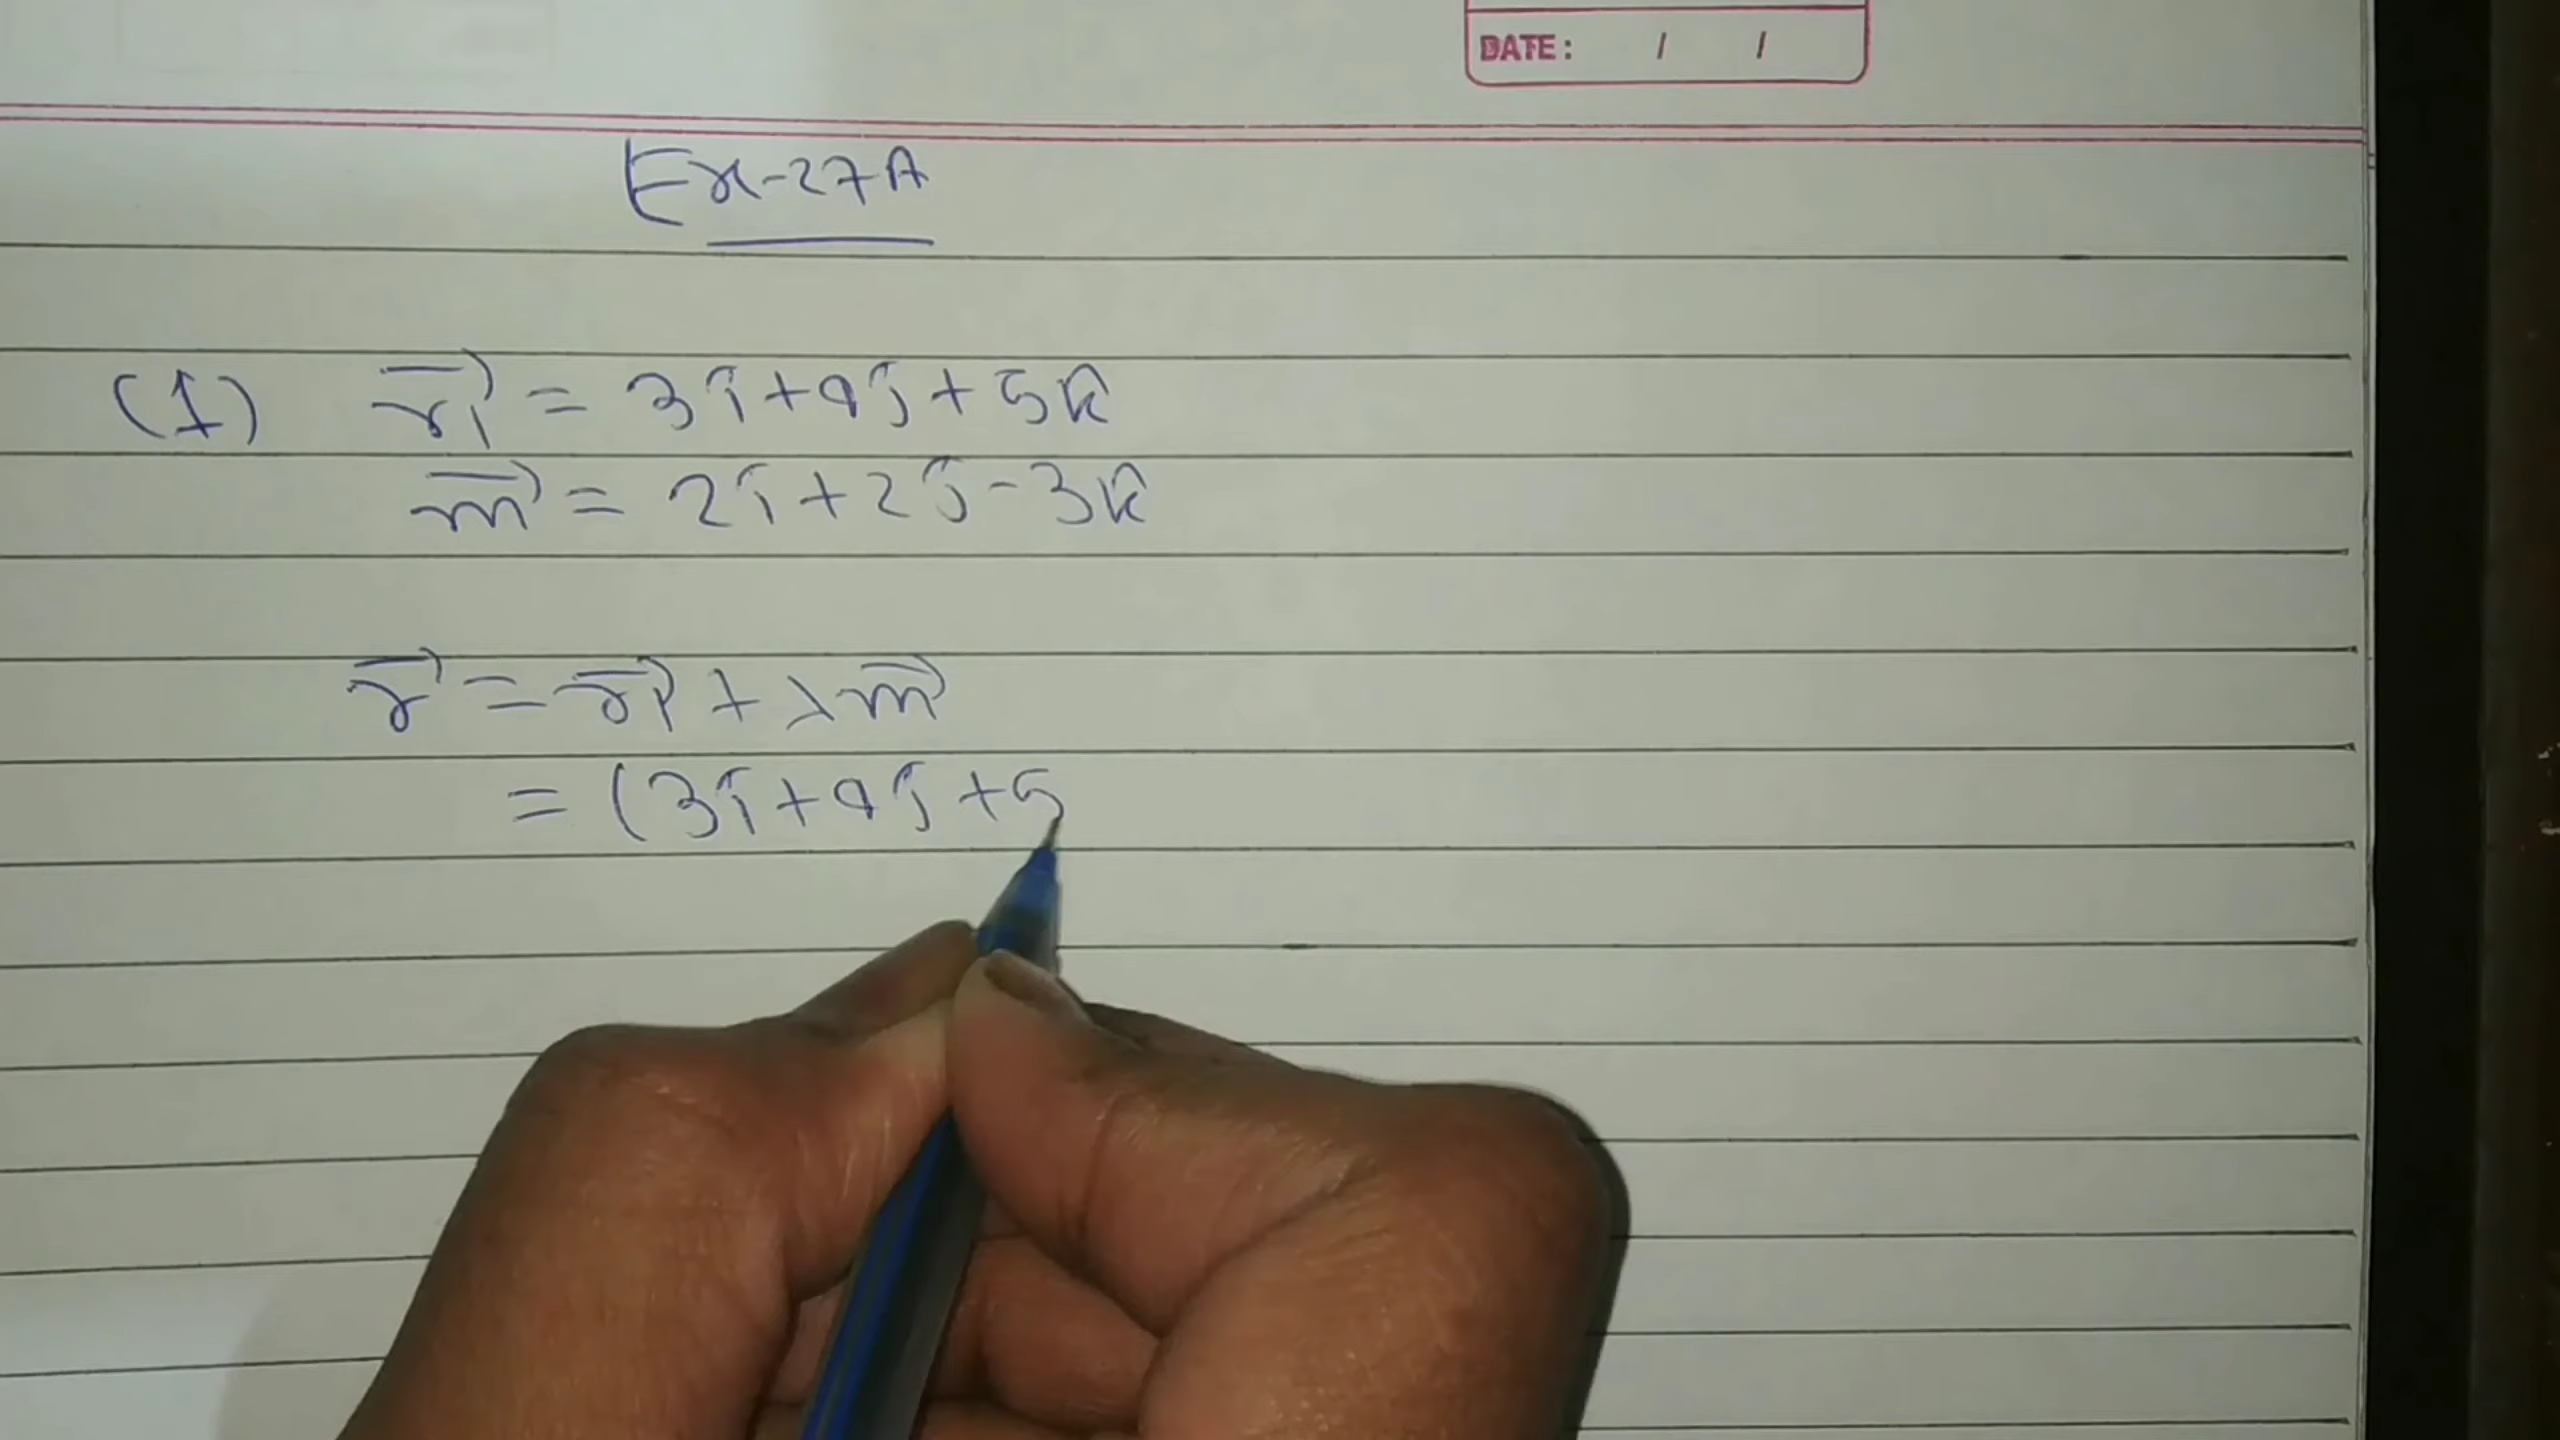 DATE: / /
Ex-27A
(1) r₁⃗ = 3î+4ĵ+5k̂
m⃗ = 2î+2ĵ-3k̂
r⃗ = r₁⃗ + λm⃗
= (3î+4ĵ+5